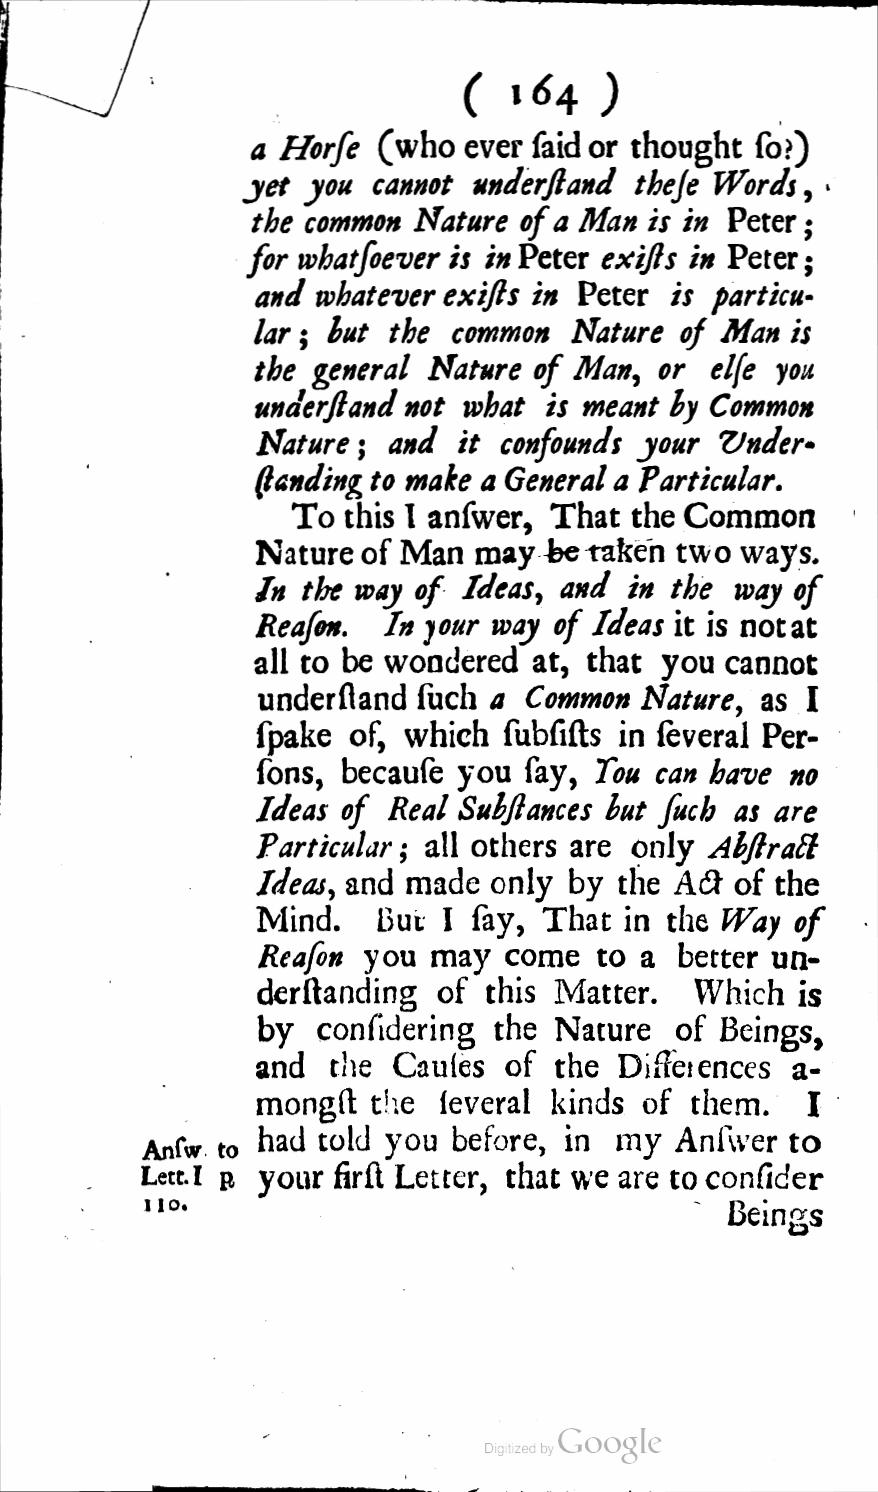 ( 164 )
a Horſe (who ever ſaid or thought ſo?)
yet you cannot underſtand theſe Words,
the common Nature of a Man is in Peter;
for whatſoever is in Peter exiſts in Peter;
and whatever exiſts in Peter is particu-
lar; but the common Nature of Man is
the general Nature of Man, or elſe you
underſtand not what is meant by Common
Nature; and it confounds your Under-
ſtanding to make a General a Particular.
To this I anſwer, That the Common
Nature of Man may be taken two ways.
In the way of Ideas, and in the way of
Reaſon. In your way of Ideas it is not at
all to be wondered at, that you cannot
underſtand ſuch a Common Nature, as I
ſpake of, which ſubſiſts in ſeveral Per-
ſons, becauſe you ſay, You can have no
Ideas of Real Subſtances but ſuch as are
Particular; all others are only Abſtract
Ideas, and made only by the Act of the
Mind. But I ſay, That in the Way of
Reaſon you may come to a better un-
derſtanding of this Matter. Which is
by conſidering the Nature of Beings,
and the Cauſes of the Differences a-
mongſt the ſeveral kinds of them. I
had told you before, in my Anſwer to
your firſt Letter, that we are to conſider
Anſw. to
Lett. I p.
110.
Beings
Digitized by Google